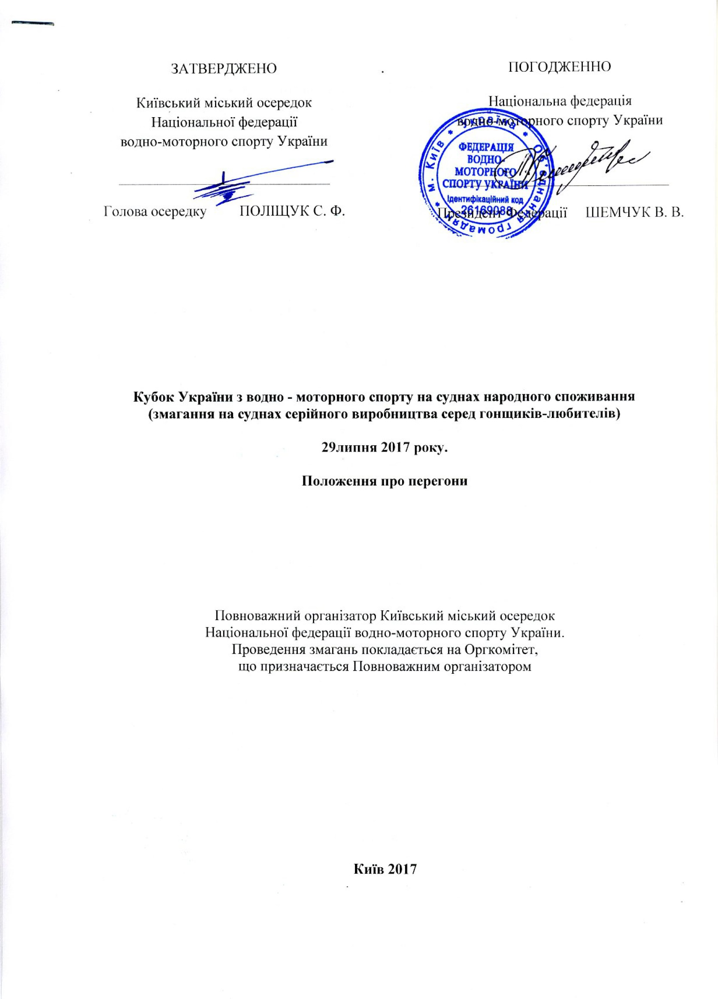 ЗАТВЕРДЖЕНО
Київський міський осередок
Національної федерації
водно-моторного спорту України
Голова осередку ПОЛІЩУК С. Ф.
ПОГОДЖЕННО
Національна федерація
водно-моторного спорту України
Президент Федерації ШЕМЧУК В. В.
м. Київ * Україна * Об'єднання громадян *
ФЕДЕРАЦІЯ
ВОДНО-
МОТОРНОГО
СПОРТУ УКРАЇНИ
Ідентифікаційний код
26169088
Кубок України з водно - моторного спорту на суднах народного споживання
(змагання на суднах серійного виробництва серед гонщиків-любителів)
29липня 2017 року.
Положення про перегони
Повноважний організатор Київський міський осередок
Національної федерації водно-моторного спорту України.
Проведення змагань покладається на Оргкомітет,
що призначається Повноважним організатором
Київ 2017